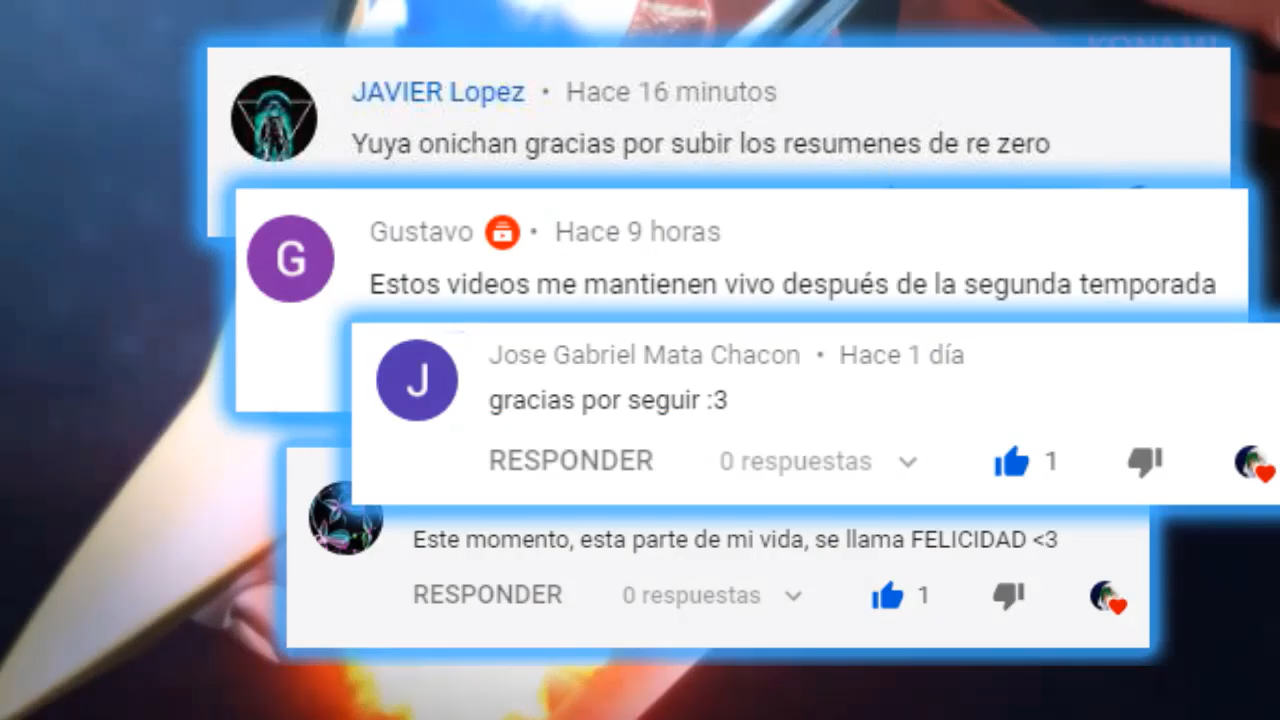 KONAMI
JAVIER Lopez • Hace 16 minutos
Yuya onichan gracias por subir los resumenes de re zero
G
Gustavo • Hace 9 horas
Estos videos me mantienen vivo después de la segunda temporada
J
Jose Gabriel Mata Chacon • Hace 1 día
gracias por seguir :3
RESPONDER 0 respuestas 1
Este momento, esta parte de mi vida, se llama FELICIDAD <3
RESPONDER 0 respuestas 1